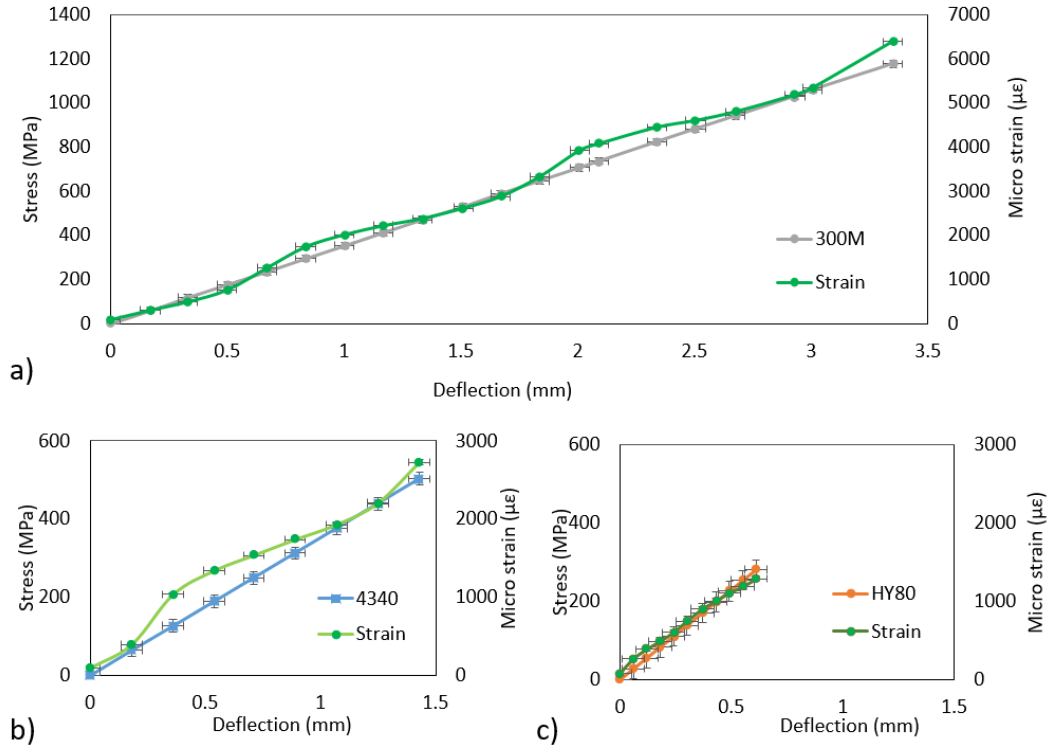 1400
1200
1000
800
600
400
200
0
Stress (MPa)
7000
6000
5000
4000
3000
2000
1000
0
Micro strain (με)
300M
Strain
0 0.5 1 1.5 2 2.5 3 3.5
Deflection (mm)
a)
600
400
200
0
Stress (MPa)
3000
2000
1000
0
Micro strain (με)
4340
Strain
0 0.5 1 1.5
Deflection (mm)
b)
600
400
200
0
Stress (MPa)
3000
2000
1000
0
Micro strain (με)
HY80
Strain
0 0.5 1 1.5
Deflection (mm)
c)